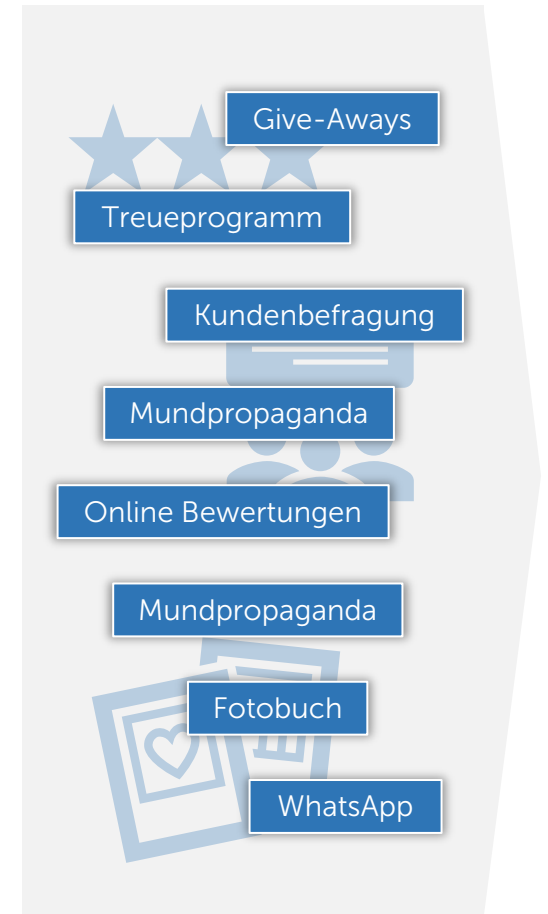 Give-Aways
Treueprogramm
Kundenbefragung
Mundpropaganda
Online Bewertungen
Mundpropaganda
Fotobuch
WhatsApp